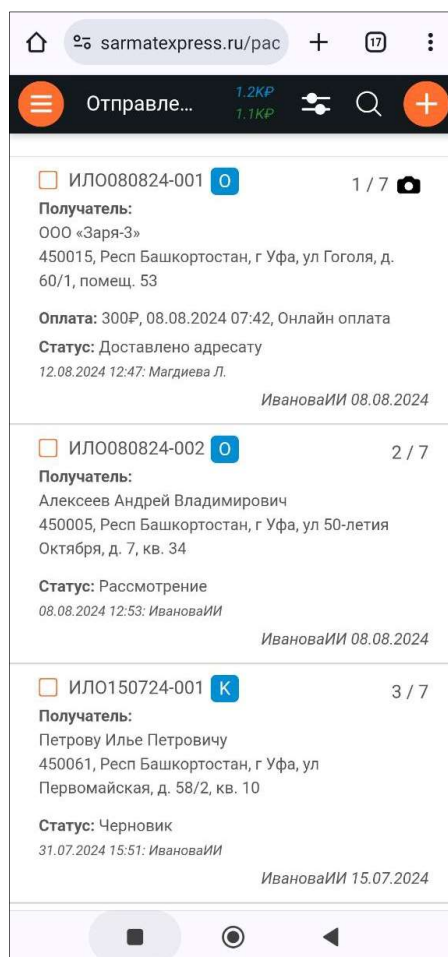 sarmatexpress.ru/рас
17
Отправле...
1.2К₽
1.1К₽
ИЛО080824-001 О
1 / 7
Получатель:
ООО «Заря-3»
450015, Респ Башкортостан, г Уфа, ул Гоголя, д.
60/1, помещ. 53
Оплата: 300₽, 08.08.2024 07:42, Онлайн оплата
Статус: Доставлено адресату
12.08.2024 12:47: Магдиева Л.
ИвановаИИ 08.08.2024
ИЛО080824-002 О
2 / 7
Получатель:
Алексеев Андрей Владимирович
450005, Респ Башкортостан, г Уфа, ул 50-летия
Октября, д. 7, кв. 34
Статус: Рассмотрение
08.08.2024 12:53: ИвановаИИ
ИвановаИИ 08.08.2024
ИЛО150724-001 К
3 / 7
Получатель:
Петрову Илье Петровичу
450061, Респ Башкортостан, г Уфа, ул
Первомайская, д. 58/2, кв. 10
Статус: Черновик
31.07.2024 15:51: ИвановаИИ
ИвановаИИ 15.07.2024